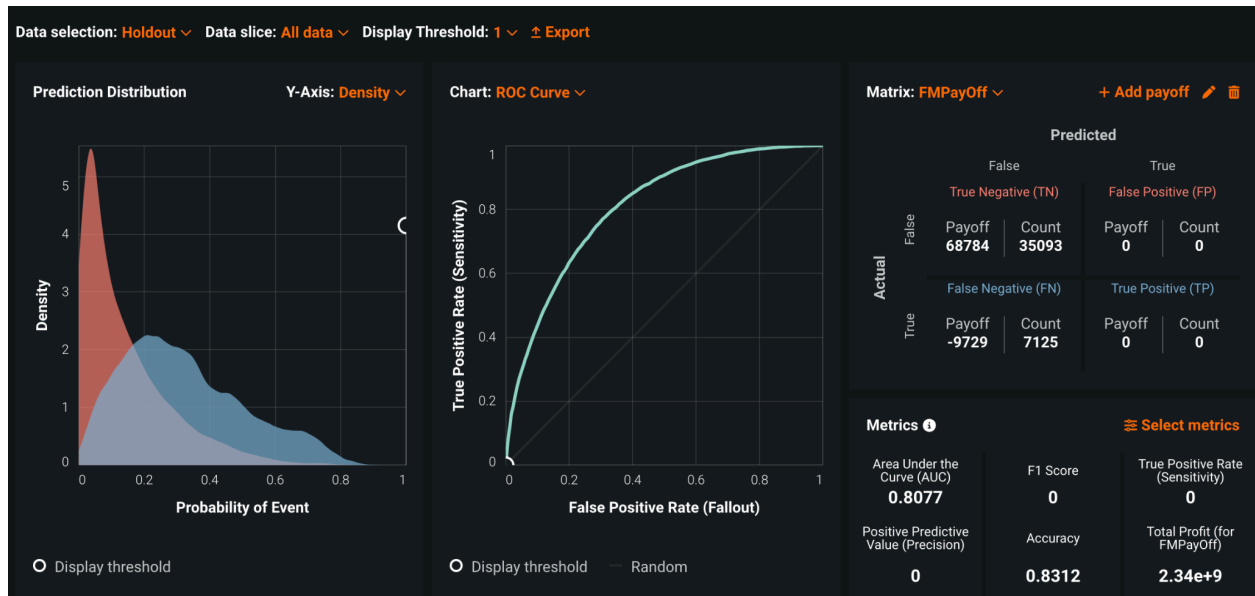 Data selection: Holdout Data slice: All data Display Threshold: 1 Export
Prediction Distribution Y-Axis: Density
5
4
3
2
1
0
Density
0 0.2 0.4 0.6 0.8 1
Probability of Event
Display threshold
Chart: ROC Curve
1
0.8
0.6
0.4
0.2
0
True Positive Rate (Sensitivity)
0 0.2 0.4 0.6 0.8 1
False Positive Rate (Fallout)
Display threshold Random
Matrix: FMPayOff + Add payoff
Predicted
False True
Actual
False
True Negative (TN) False Positive (FP)
Payoff Count Payoff Count
68784 35093 0 0
True
False Negative (FN) True Positive (TP)
Payoff Count Payoff Count
-9729 7125 0 0
Metrics Select metrics
Area Under the
Curve (AUC)
0.8077
F1 Score
0
True Positive Rate
(Sensitivity)
0
Positive Predictive
Value (Precision)
0
Accuracy
0.8312
Total Profit (for
FMPayOff)
2.34e+9